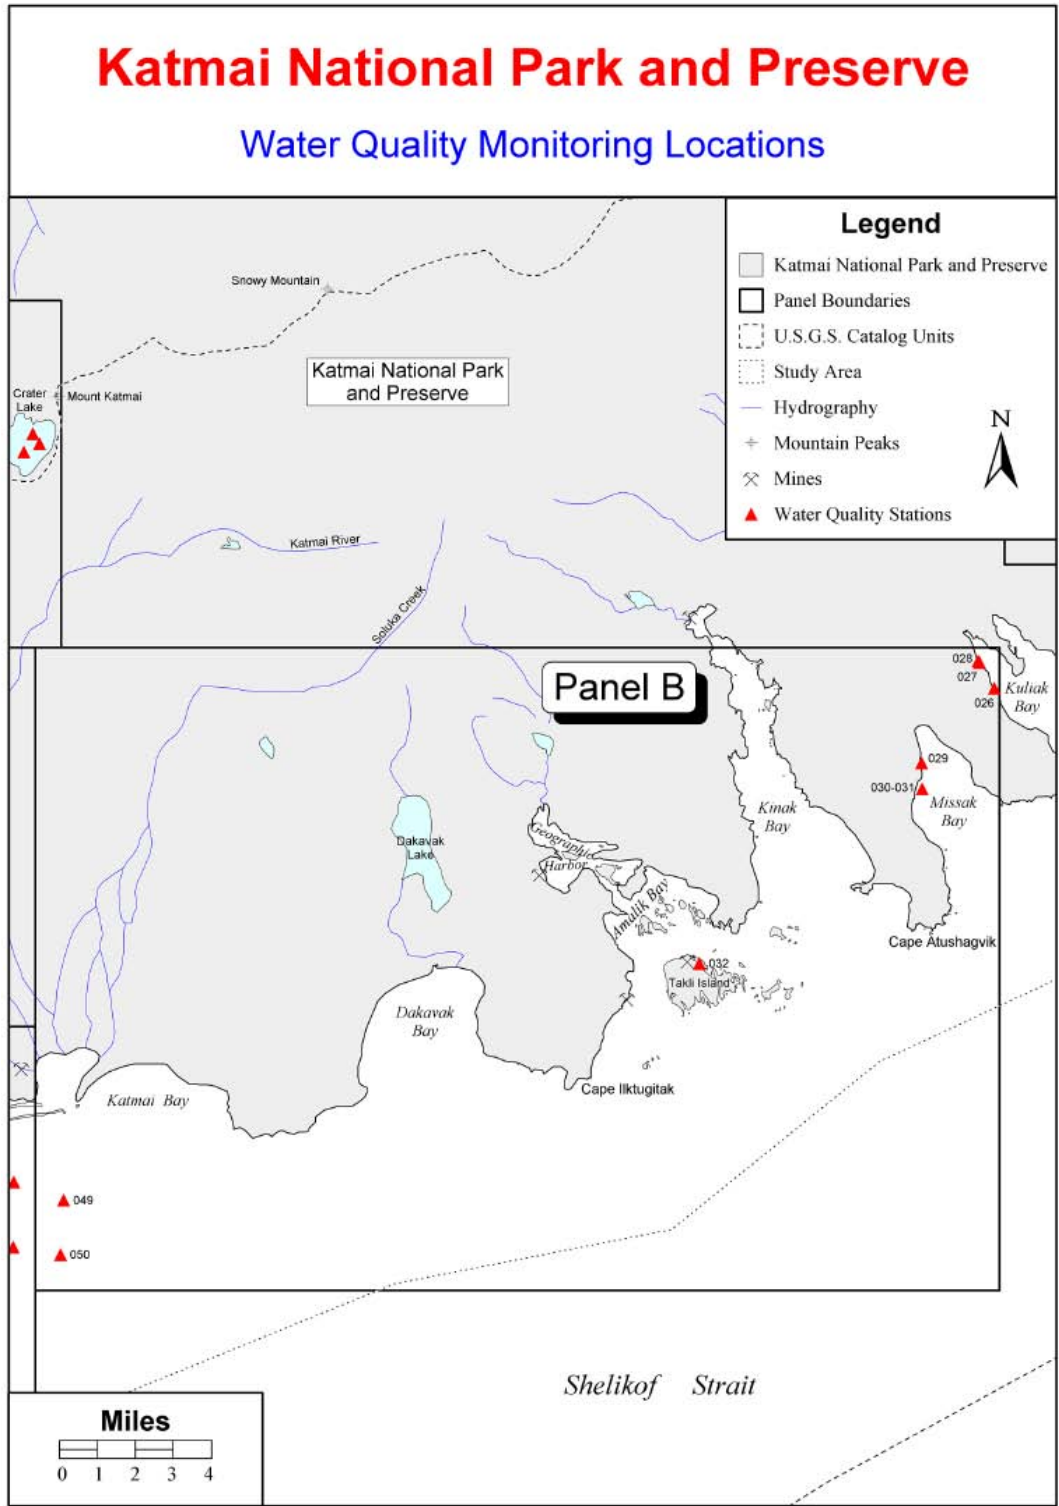 Katmai National Park and Preserve
Water Quality Monitoring Locations
Legend
Katmai National Park and Preserve
Panel Boundaries
U.S.G.S. Catalog Units
Study Area
Hydrography
Mountain Peaks
Mines
Water Quality Stations
N
Snowy Mountain
Katmai National Park
and Preserve
Crater
Lake
Mount Katmai
Katmai River
Soluka Creek
Panel B
028
027
026
Kuliak
Bay
029
030-031
Missak
Bay
Kinak
Bay
Geographic
Harbor
Dakavak
Lake
Amalik Bay
Cape Atushagvik
032
Takli Island
Dakavak
Bay
Cape Ilktugitak
Katmai Bay
049
050
Shelikof Strait
Miles
0 1 2 3 4